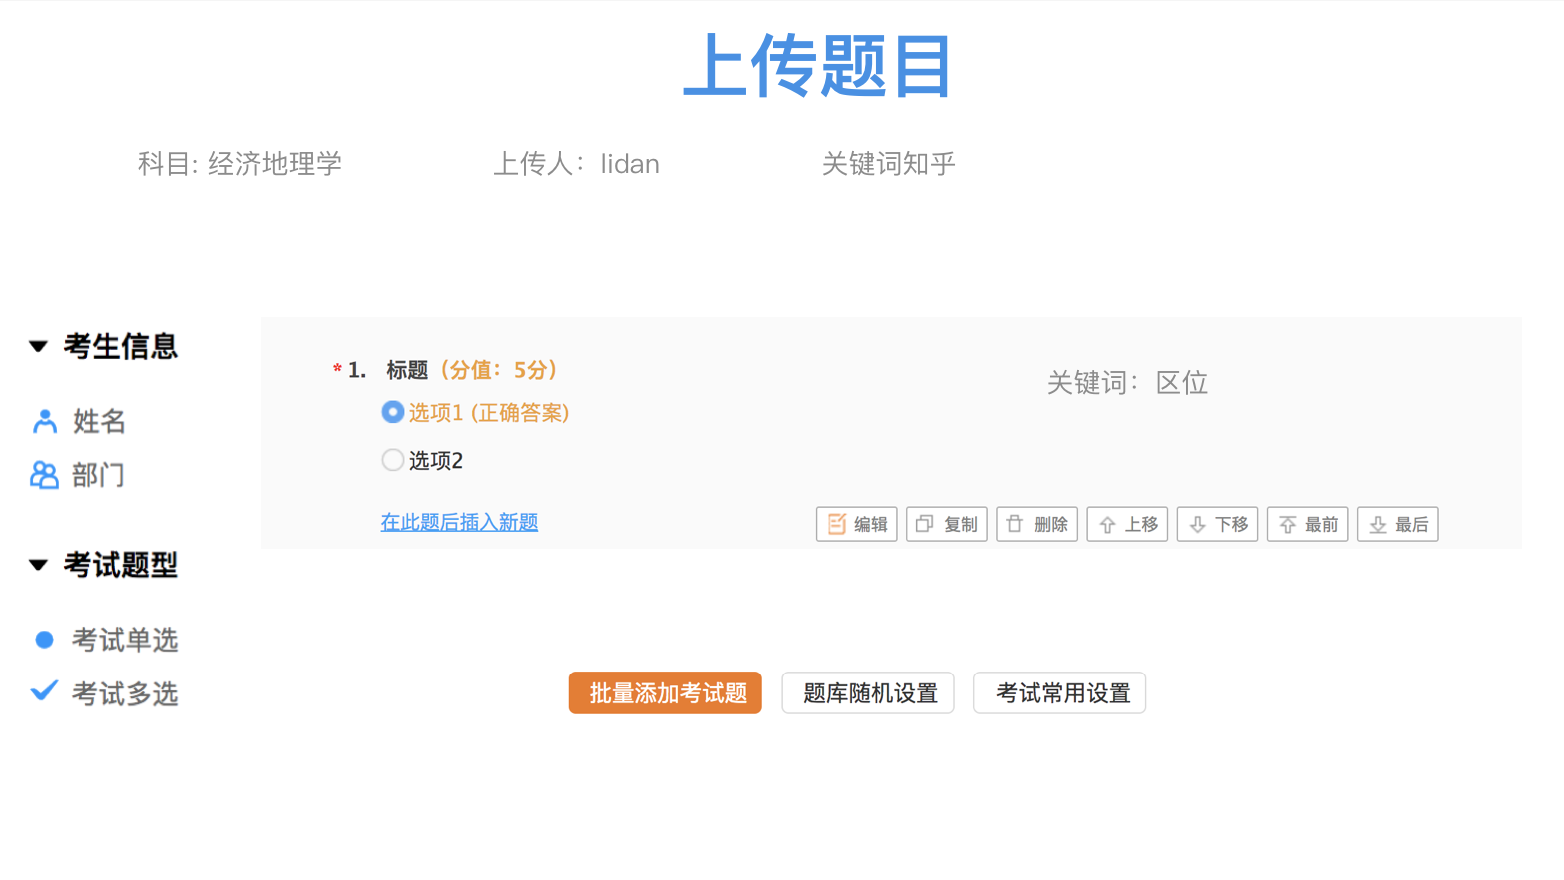 上传题目
科目: 经济地理学 上传人：lidan 关键词知乎
考生信息
姓名
部门
考试题型
考试单选
考试多选
* 1. 标题（分值：5分）
关键词：区位
选项1 (正确答案)
选项2
在此题后插入新题
编辑 复制 删除 上移 下移 最前 最后
批量添加考试题 题库随机设置 考试常用设置